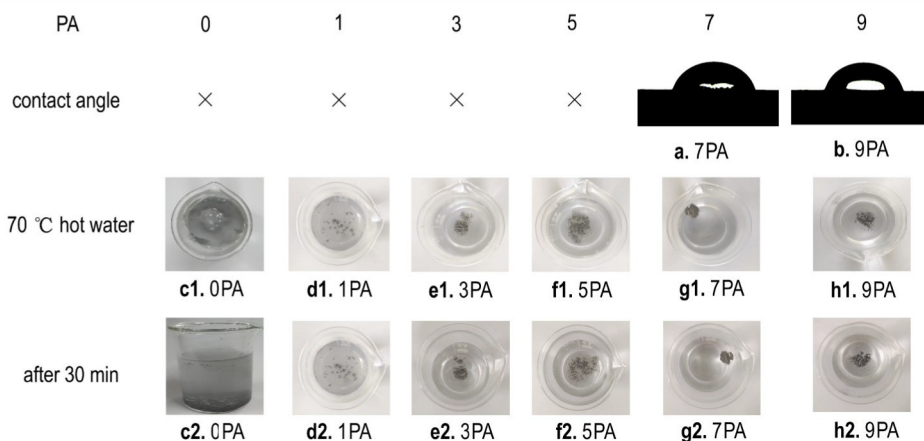 PA 0 1 3 5 7 9
contact angle × × × ×
a. 7PA b. 9PA
70 ℃ hot water
c1. 0PA d1. 1PA e1. 3PA f1. 5PA g1. 7PA h1. 9PA
after 30 min
c2. 0PA d2. 1PA e2. 3PA f2. 5PA g2. 7PA h2. 9PA